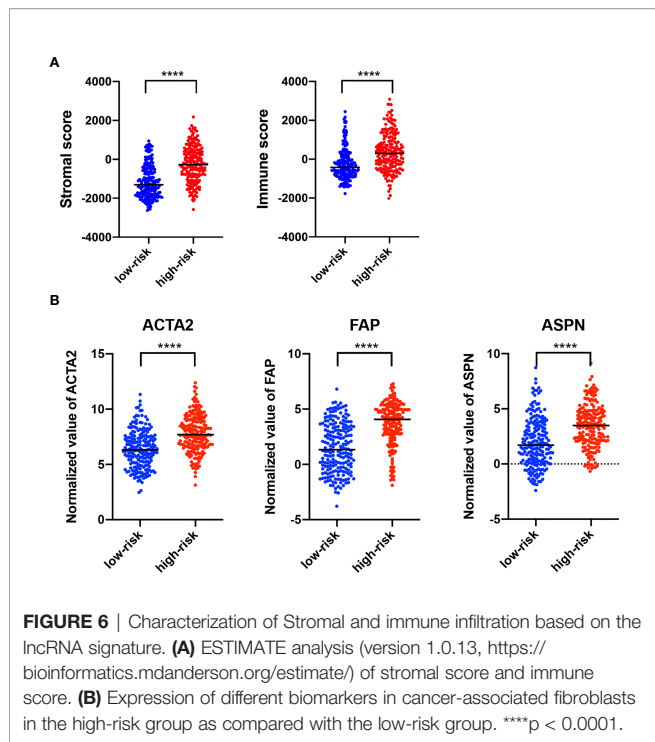 A
****
****
4000
2000
0
-2000
-4000
Stromal score
low-risk
high-risk
4000
2000
0
-2000
-4000
Immune score
low-risk
high-risk
B
ACTA2
FAP
ASPN
****
****
****
15
10
5
0
Normalized value of ACTA2
low-risk
high-risk
10
5
0
-5
Normalized value of FAP
low-risk
high-risk
10
5
0
-5
Normalized value of ASPN
low-risk
high-risk
FIGURE 6 | Characterization of Stromal and immune infiltration based on the
lncRNA signature. (A) ESTIMATE analysis (version 1.0.13, https://
bioinformatics.mdanderson.org/estimate/) of stromal score and immune
score. (B) Expression of different biomarkers in cancer-associated fibroblasts
in the high-risk group as compared with the low-risk group. ****p < 0.0001.